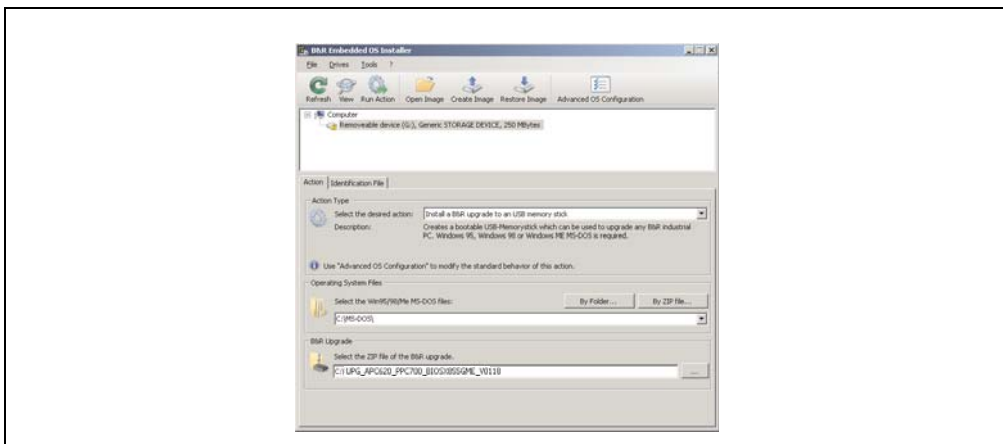 B&R Embedded OS Installer
File Drives Tools ?
Refresh View Run Action Open Image Create Image Restore Image Advanced OS Configuration
Computer
Removeable device (G:), Generic STORAGE DEVICE, 250 MBytes
Action Identification File
Action Type
Select the desired action: Install a B&R upgrade to an USB memory stick
Description: Creates a bootable USB-Memorystick which can be used to upgrade any B&R industrial
PC. Windows 95, Windows 98 or Windows ME MS-DOS is required.
Use "Advanced OS Configuration" to modify the standard behavior of this action.
Operating System Files
Select the Win95/98/Me MS-DOS files: By Folder... By ZIP file...
C:\MS-DOS\
B&R Upgrade
Select the ZIP file of the B&R upgrade.
C:\UPG_APC620_PPC700_BIOSX855GME_V0118 ...